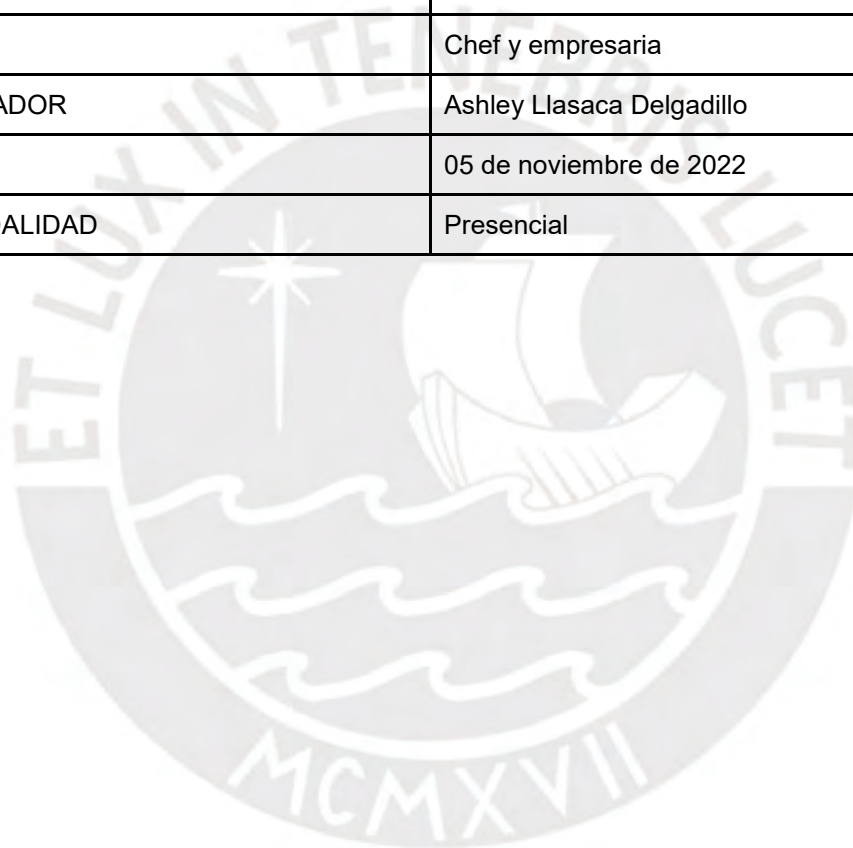 Chef y empresaria
ADOR Ashley Llasaca Delgadillo
05 de noviembre de 2022
ALIDAD Presencial
ET LUX IN TENEBRIS LUCET
MCMXVII